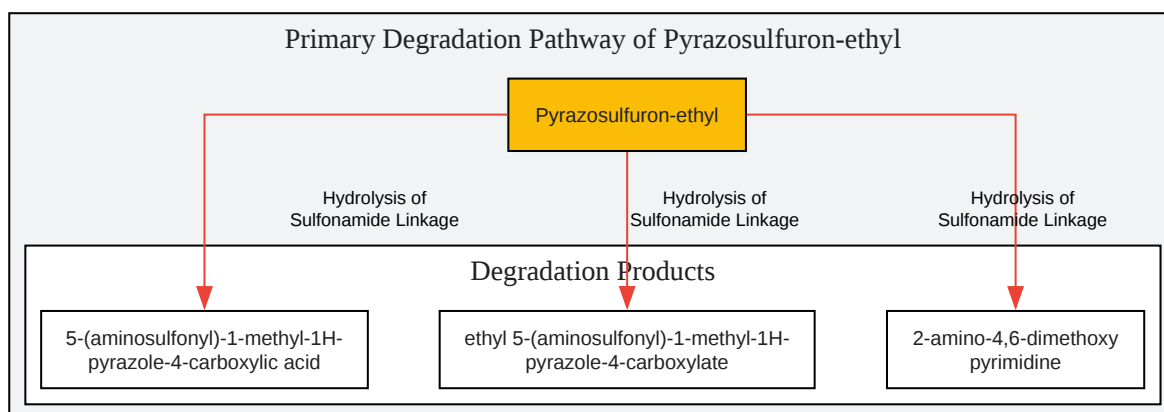 Primary Degradation Pathway of Pyrazosulfuron-ethyl
Pyrazosulfuron-ethyl
Hydrolysis of
Sulfonamide Linkage
Hydrolysis of
Sulfonamide Linkage
Hydrolysis of
Sulfonamide Linkage
Degradation Products
5-(aminosulfonyl)-1-methyl-1H-
pyrazole-4-carboxylic acid
ethyl 5-(aminosulfonyl)-1-methyl-1H-
pyrazole-4-carboxylate
2-amino-4,6-dimethoxy
pyrimidine